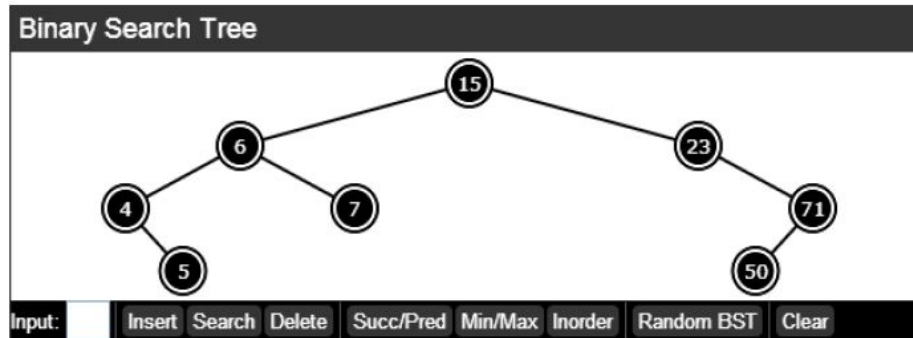 Binary Search Tree
15
6 23
4 7 71
5 50
Input: Insert Search Delete Succ/Pred Min/Max Inorder Random BST Clear